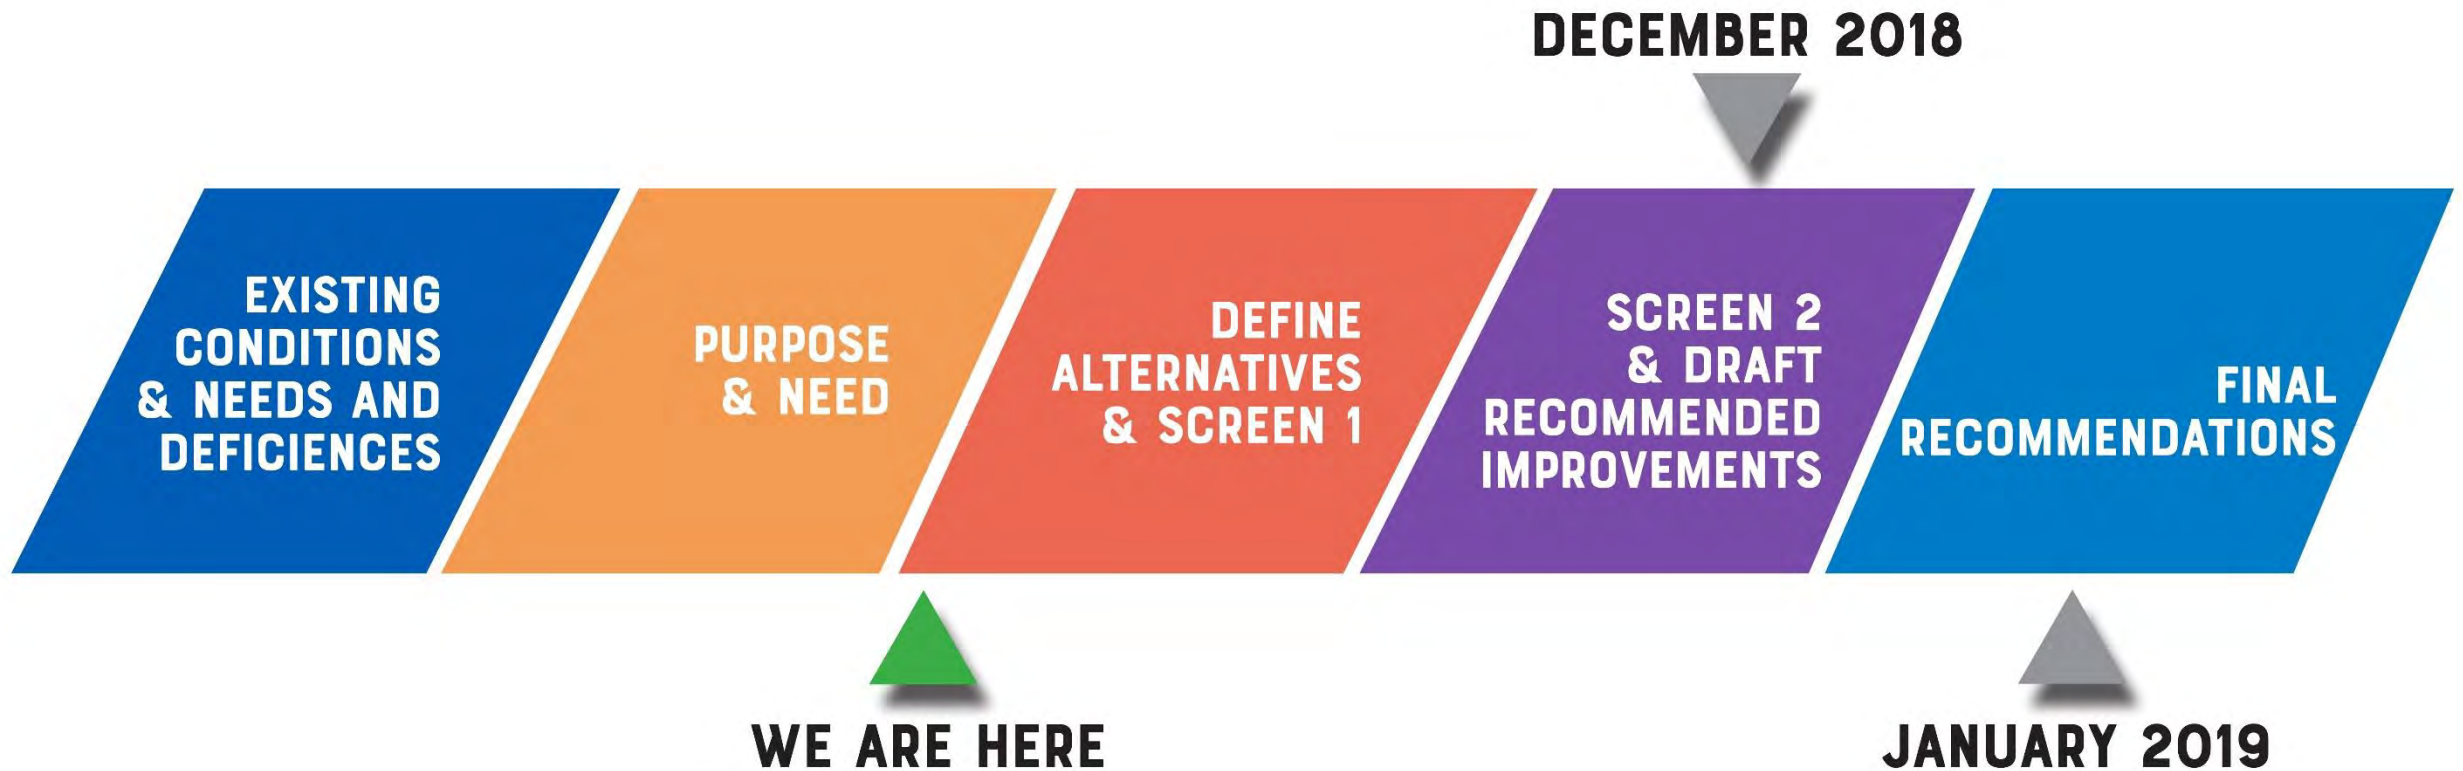 DECEMBER 2018
EXISTING
CONDITIONS
& NEEDS AND
DEFICIENCES
PURPOSE
& NEED
DEFINE
ALTERNATIVES
& SCREEN 1
SCREEN 2
& DRAFT
RECOMMENDED
IMPROVEMENTS
FINAL
RECOMMENDATIONS
WE ARE HERE
JANUARY 2019